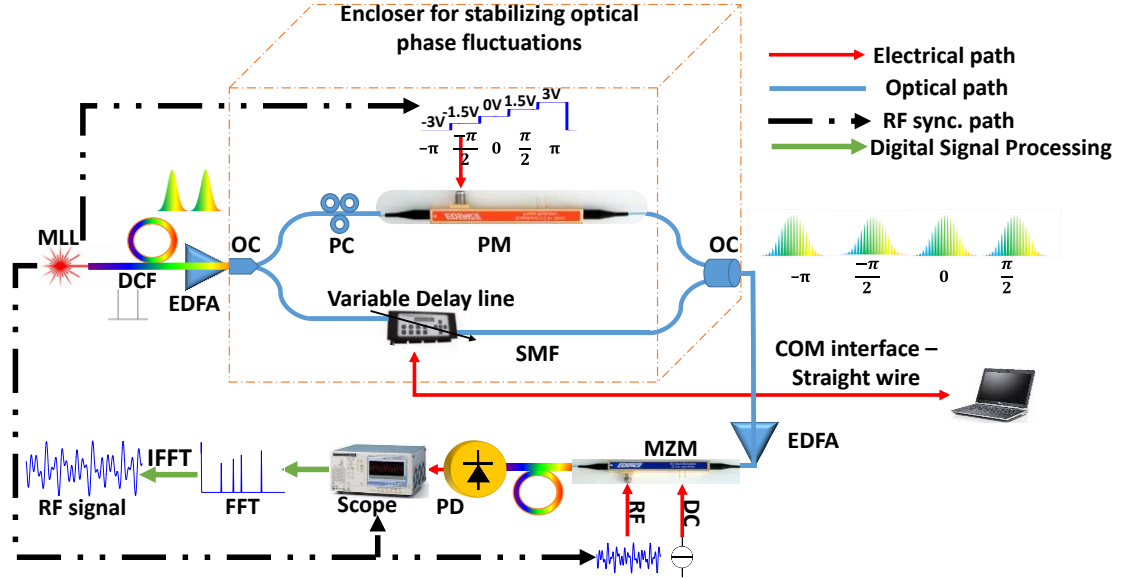 Encloser for stabilizing optical
phase fluctuations
Electrical path
Optical path
RF sync. path
Digital Signal Processing
-3V
-1.5V
0V
1.5V
3V
−π
−π/2
0
π/2
π
MLL
DCF
EDFA
OC
PC
PM
OC
−π
−π/2
0
π/2
Variable Delay line
SMF
COM interface –
Straight wire
EDFA
MZM
IFFT
RF signal
FFT
Scope
PD
RF
DC